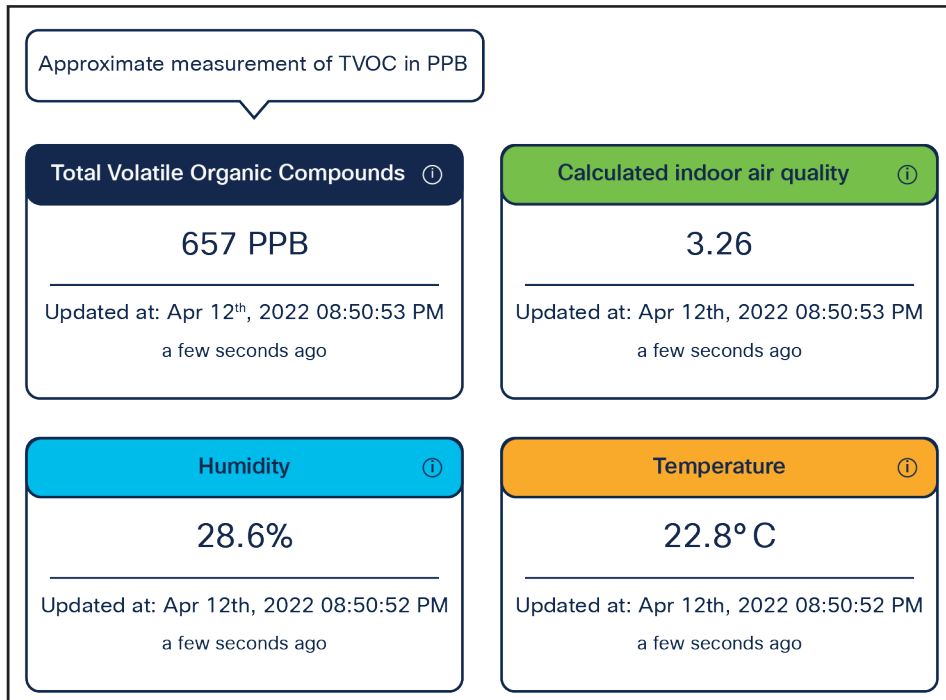 Approximate measurement of TVOC in PPB
Total Volatile Organic Compounds ⓘ
657 PPB
Updated at: Apr 12th, 2022 08:50:53 PM
a few seconds ago
Calculated indoor air quality ⓘ
3.26
Updated at: Apr 12th, 2022 08:50:53 PM
a few seconds ago
Humidity ⓘ
28.6%
Updated at: Apr 12th, 2022 08:50:52 PM
a few seconds ago
Temperature ⓘ
22.8° C
Updated at: Apr 12th, 2022 08:50:52 PM
a few seconds ago